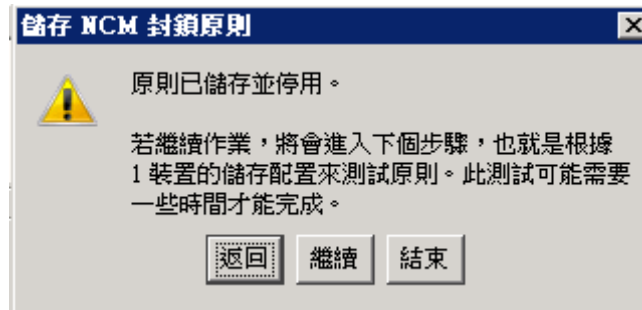 儲存 NCM 封鎖原則
原則已儲存並停用。
若繼續作業，將會進入下個步驟，也就是根據
1 裝置的儲存配置來測試原則。此測試可能需要
一些時間才能完成。
返回 繼續 結束